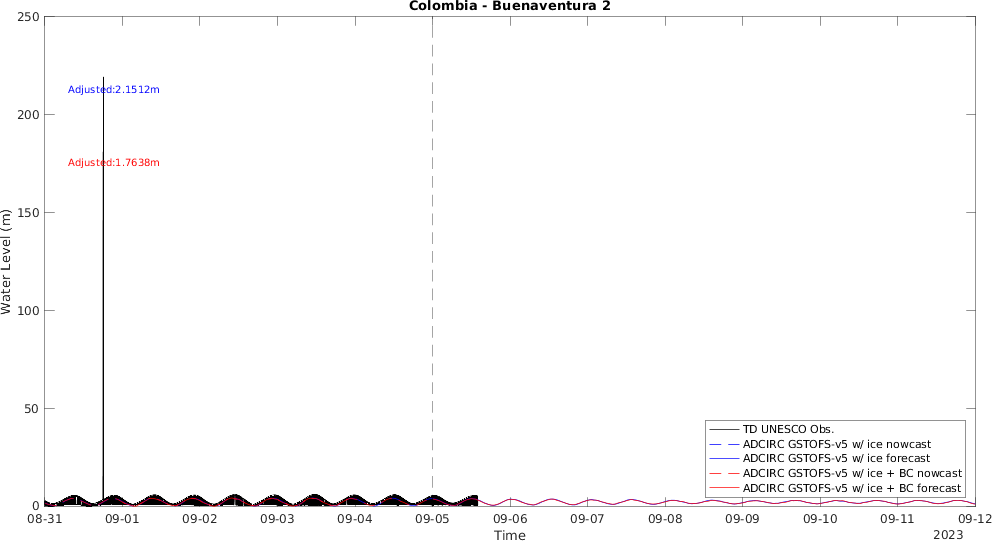 Colombia - Buenaventura 2
250
200
150
100
50
0
Water Level (m)
Adjusted:2.1512m
Adjusted:1.7638m
TD UNESCO Obs.
ADCIRC GSTOFS-v5 w/ ice nowcast
ADCIRC GSTOFS-v5 w/ ice forecast
ADCIRC GSTOFS-v5 w/ ice + BC nowcast
ADCIRC GSTOFS-v5 w/ ice + BC forecast
08-31 09-01 09-02 09-03 09-04 09-05 09-06 09-07 09-08 09-09 09-10 09-11 09-12
Time
2023